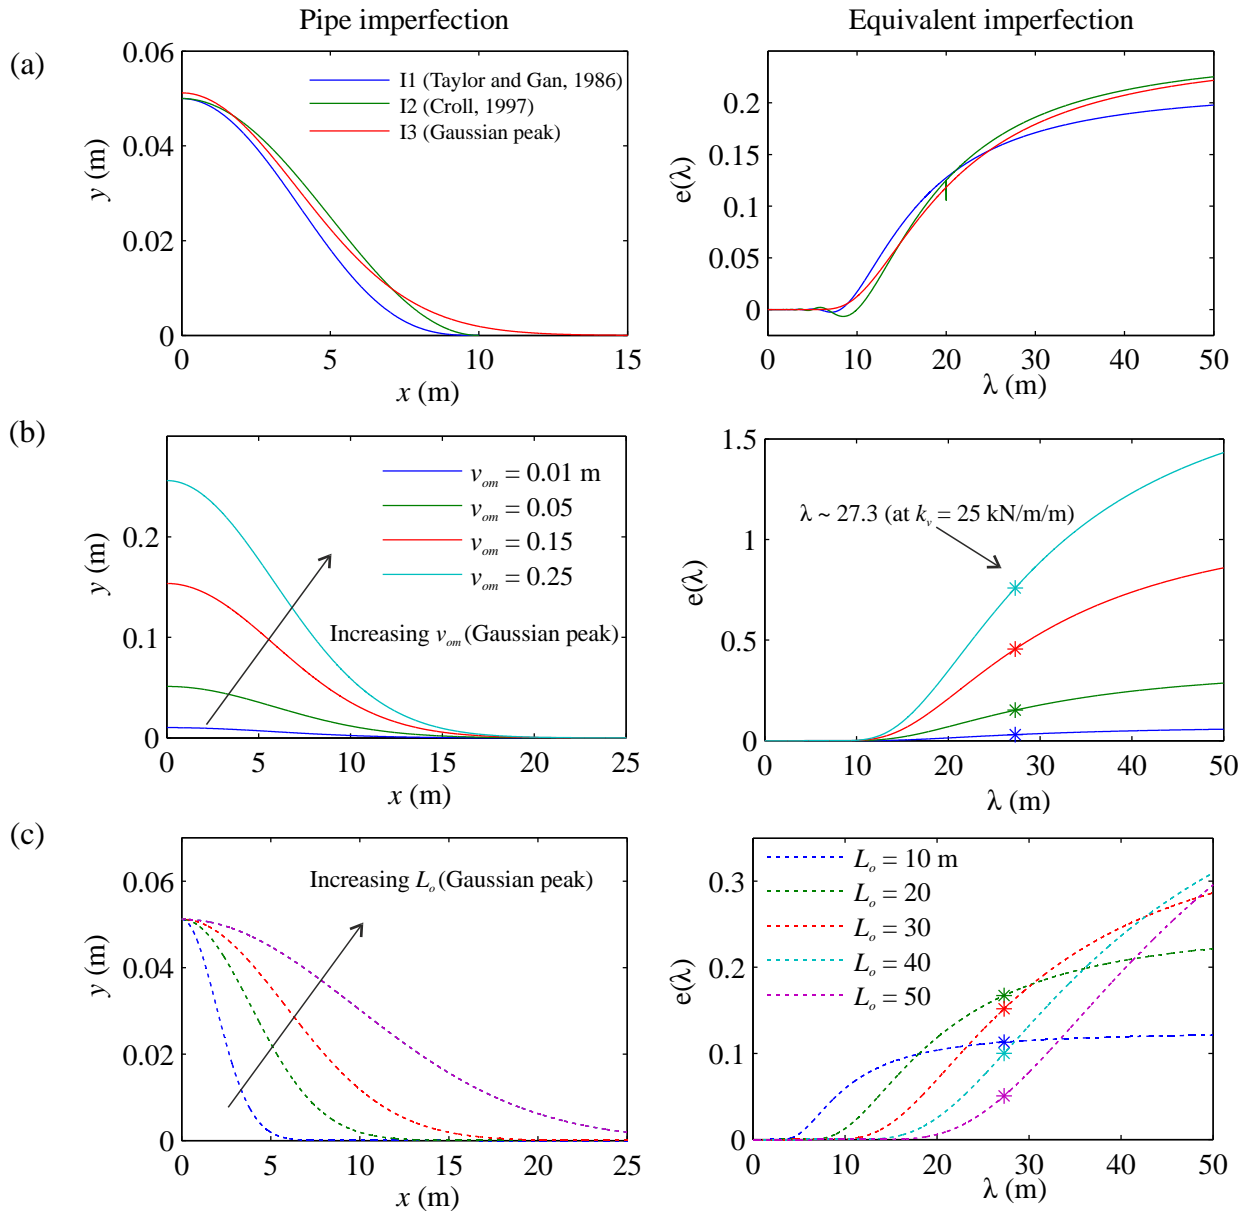 Pipe imperfection
Equivalent imperfection
(a)
0.06
0.04
0.02
0
y (m)
I1 (Taylor and Gan, 1986)
I2 (Croll, 1997)
I3 (Gaussian peak)
0 5 10 15
x (m)
0.2
0.15
0.1
0.05
0
e(λ)
0 10 20 30 40 50
λ (m)
(b)
0.2
0.1
0
y (m)
v_om = 0.01 m
v_om = 0.05
v_om = 0.15
v_om = 0.25
Increasing v_om (Gaussian peak)
0 5 10 15 20 25
x (m)
1.5
1
0.5
0
e(λ)
λ ~ 27.3 (at k_v = 25 kN/m/m)
0 10 20 30 40 50
λ (m)
(c)
0.06
0.04
0.02
0
y (m)
Increasing L_o (Gaussian peak)
0 5 10 15 20 25
x (m)
0.3
0.2
0.1
0
e(λ)
L_o = 10 m
L_o = 20
L_o = 30
L_o = 40
L_o = 50
0 10 20 30 40 50
λ (m)